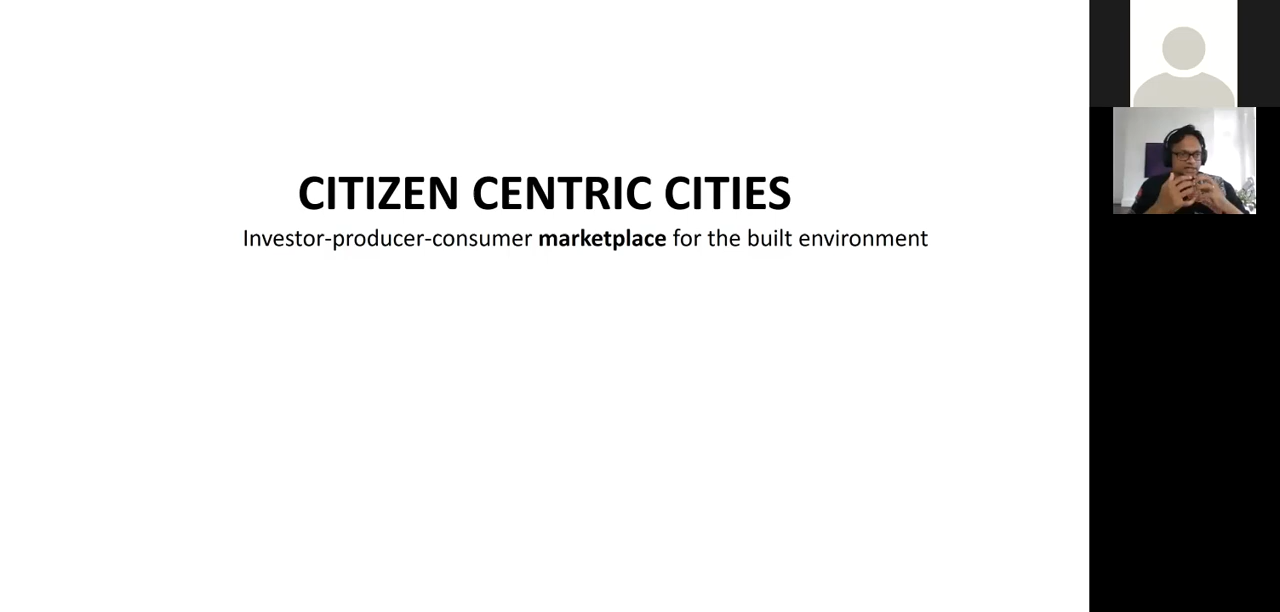 CITIZEN CENTRIC CITIES
Investor-producer-consumer marketplace for the built environment